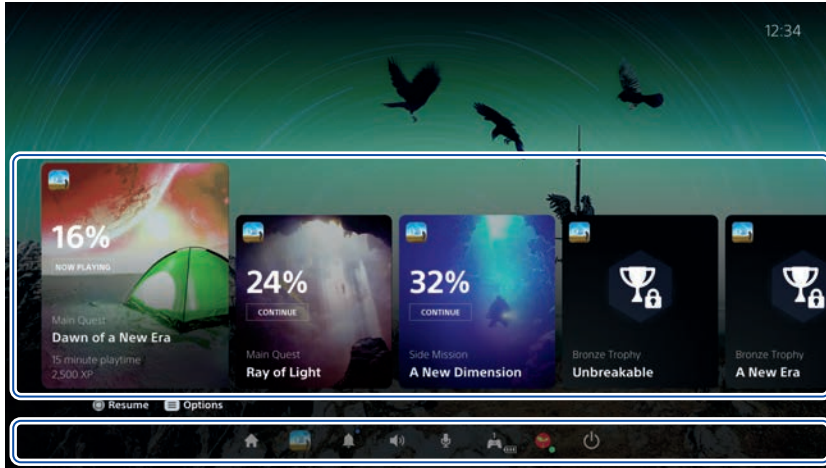 12:34
16%
NOW PLAYING
Main Quest
Dawn of a New Era
15 minute playtime
2,500 XP
24%
CONTINUE
Main Quest
Ray of Light
32%
CONTINUE
Side Mission
A New Dimension
Bronze Trophy
Unbreakable
Bronze Trophy
A New Era
Resume
Options
1